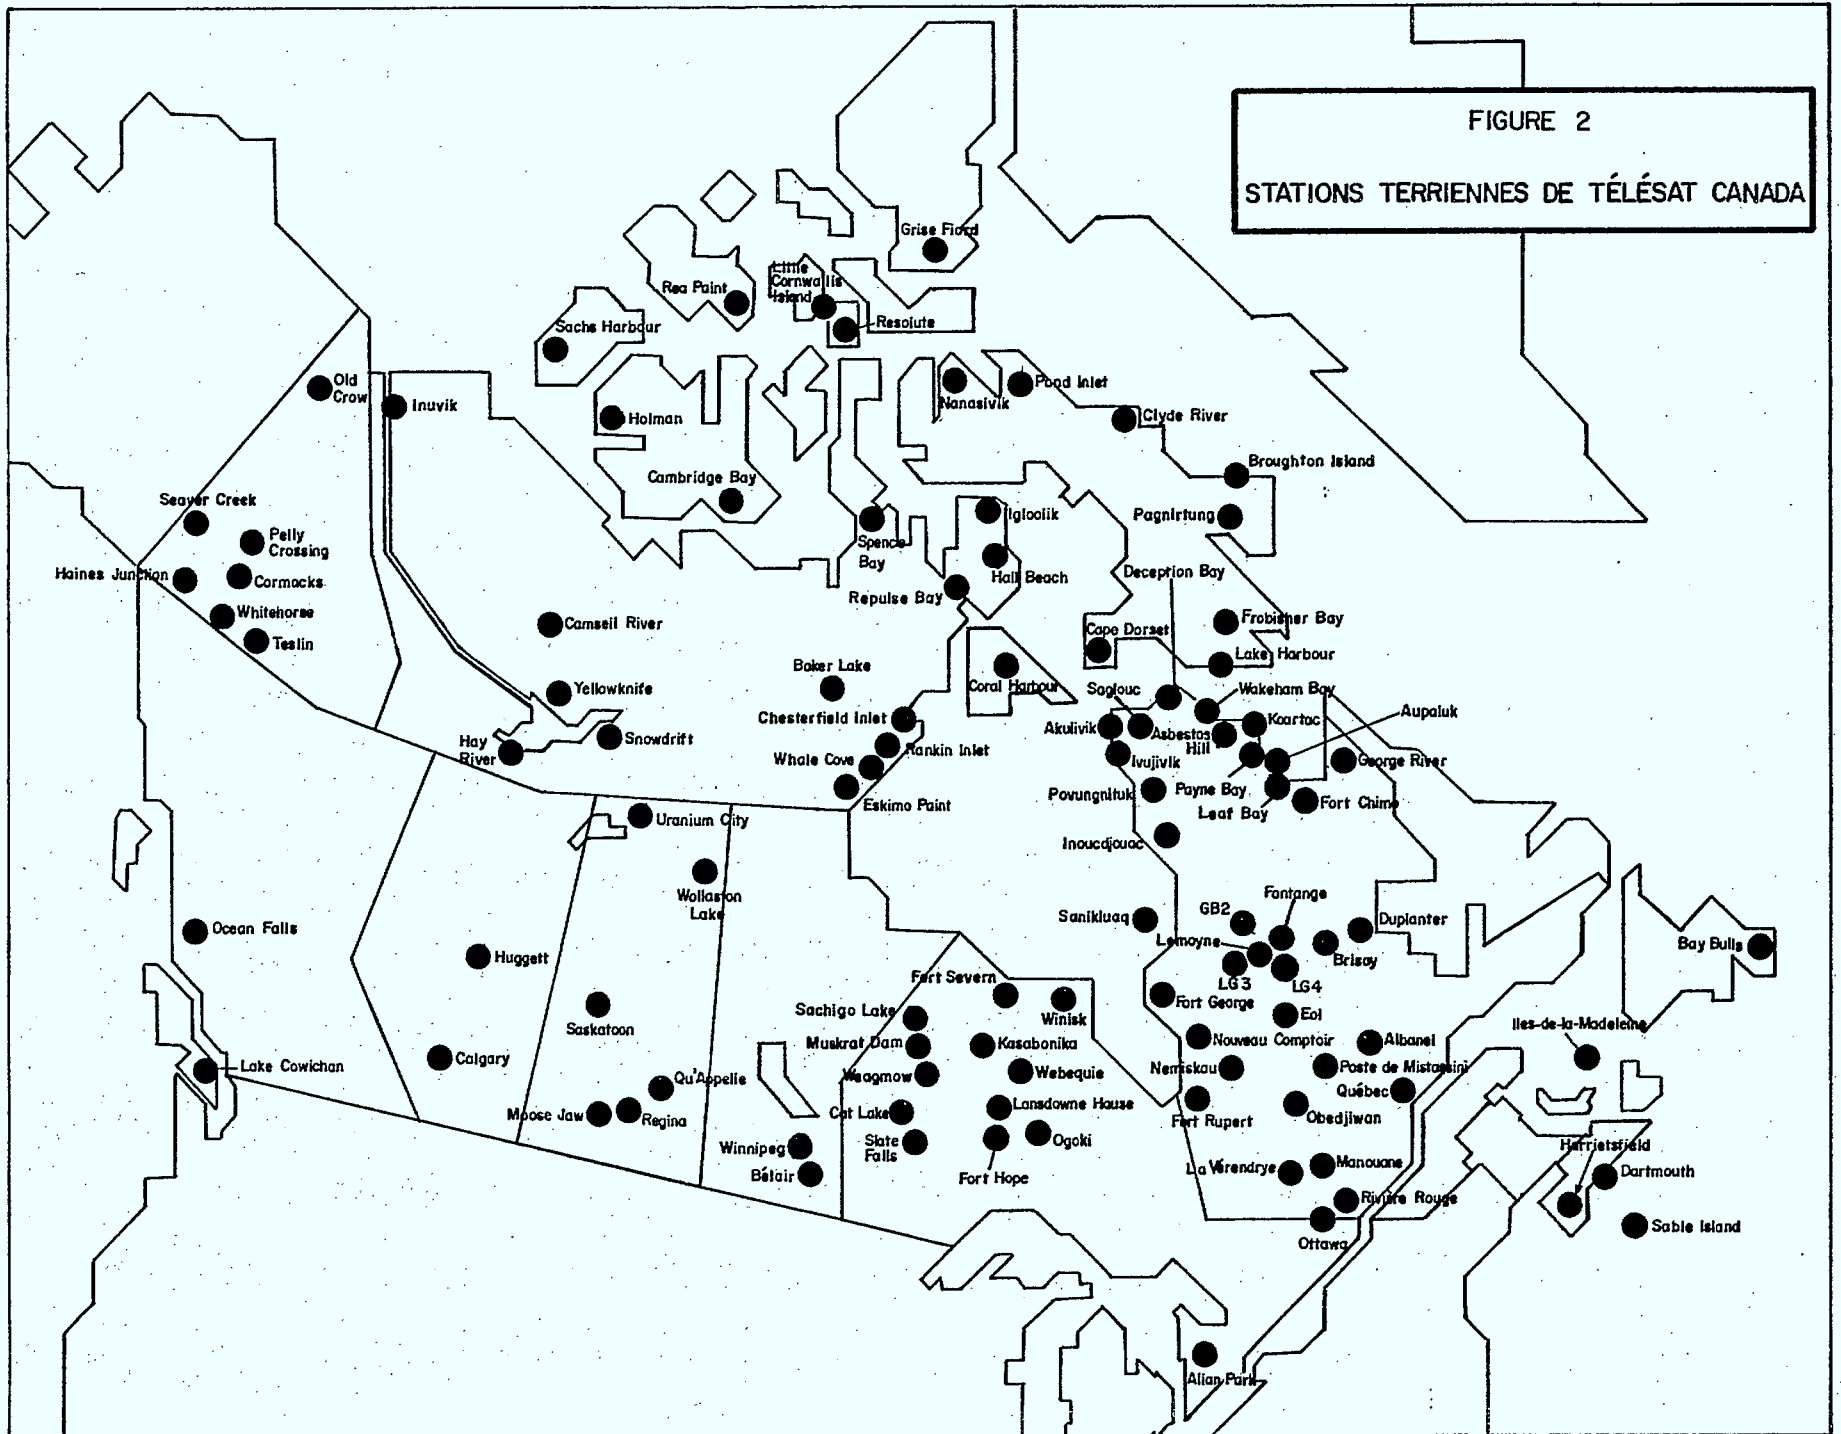 FIGURE 2
STATIONS TERRIENNES DE TÉLÉSAT CANADA
Grise Fiord
Little
Cornwallis
Island
Rea Paint
Resolute
Sachs Harbour
Old
Crow
Inuvik
Holman
Nanasivik
Pond Inlet
Clyde River
Broughton Island
Cambridge Bay
Seaver Creek
Pelly
Crossing
Spence
Bay
Igloolik
Pagnirtung
Haines Junction
Cormacks
Hall Beach
Deception Bay
Repulse Bay
Whitehorse
Teslin
Camsell River
Frobisher Bay
Cape Dorset
Lake Harbour
Baker Lake
Coral Harbour
Yellowknife
Saglouc
Wakeham Bay
Aupaluk
Chesterfield Inlet
Akulivik
Koartac
Asbestos
Hill
Hay
River
Snowdrift
Rankin Inlet
Whale Cove
Ivujivik
George River
Payne Bay
Povungnituk
Eskimo Paint
Leaf Bay
Fort Chimo
Uranium City
Inoucdjouac
Wollaston
Lake
Fontange
GB2
Sanikluaq
Duplanter
Ocean Falls
Lemoyne
Bay Bulls
Huggett
Brisay
Fort Severn
LG3
LG4
Fort George
Sachigo Lake
Winisk
Eol
Iles-de-la-Madeleine
Saskatoon
Muskrat Dam
Kasabonika
Nouveau Comptoir
Albanel
Calgary
Lake Cowichan
Weagmow
Webequie
Nemiskau
Poste de Mistassini
Qu'Appelle
Québec
Moose Jaw
Regina
Cat Lake
Lansdowne House
Fort Rupert
Obedjiwan
Winnipeg
Slate
Falls
Ogoki
Harrietsfield
Bélair
Fort Hope
La Vérendrye
Manouane
Dartmouth
Rivière Rouge
Sable Island
Ottawa
Allan Park